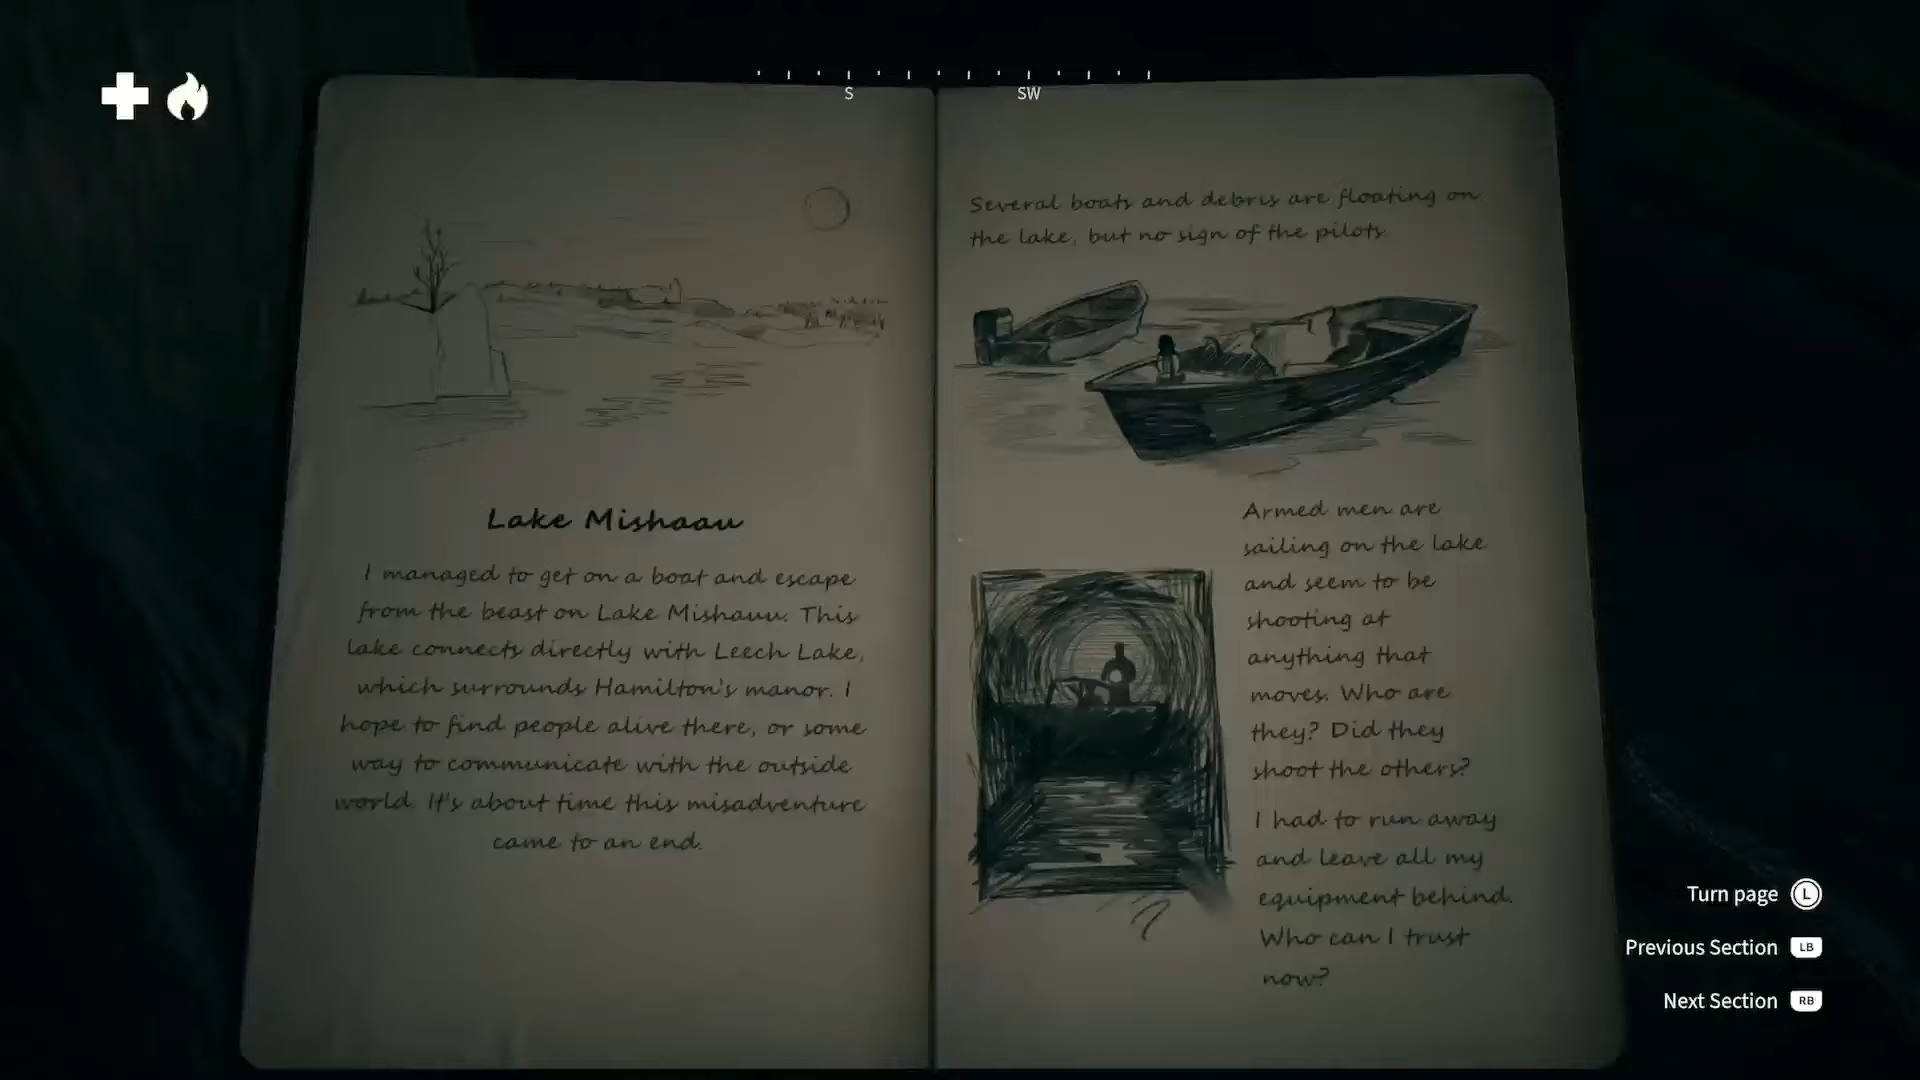 S
SW
Lake Mishaau
I managed to get on a boat and escape
from the beast on Lake Mishauu. This
lake connects directly with Leech Lake,
which surrounds Hamilton's manor. I
hope to find people alive there, or some
way to communicate with the outside
world. It's about time this misadventure
came to an end.
Several boats and debris are floating on
the lake, but no sign of the pilots.
Armed men are
sailing on the lake
and seem to be
shooting at
anything that
moves. Who are
they? Did they
shoot the others?
I had to run away
and leave all my
equipment behind.
Who can I trust
now?
Turn page L
Previous Section LB
Next Section RB